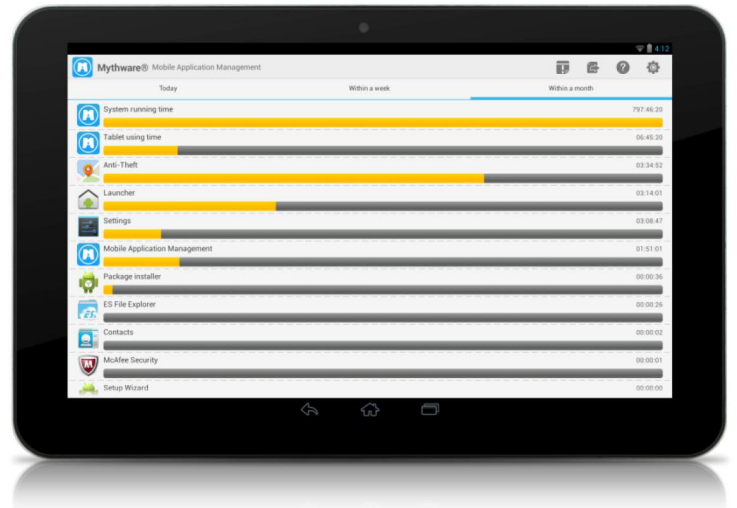 4:12
Mythware® Mobile Application Management
Today Within a week Within a month
System running time 797:46:20
Tablet using time 06:45:20
Anti-Theft 03:34:52
Launcher 03:14:01
Settings 03:08:47
Mobile Application Management 01:51:01
Package installer 00:00:36
ES File Explorer 00:00:26
Contacts 00:00:02
McAfee Security 00:00:01
Setup Wizard 00:00:00